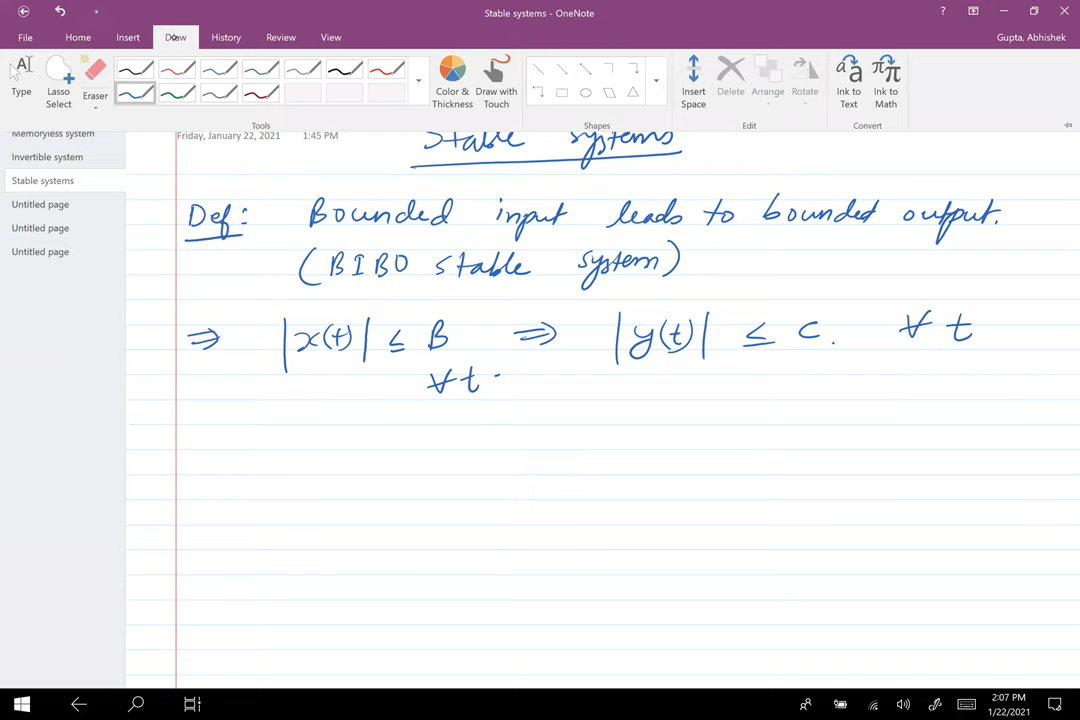 Stable systems - OneNote
File Home Insert Draw History Review View Gupta, Abhishek
Type Lasso Select Eraser Color & Thickness Draw with Touch Insert Space Delete Arrange Rotate Ink to Text Ink to Math
Tools Shapes Edit Convert
Memoryless system
Invertible system
Stable systems
Untitled page
Untitled page
Untitled page
Friday, January 22, 2021 1:45 PM
Stable systems
Def: Bounded input leads to bounded output.
(BIBO stable system)
⇒ |x(t)| ≤ B ⇒ |y(t)| ≤ C. ∀ t
∀ t
2:07 PM
1/22/2021